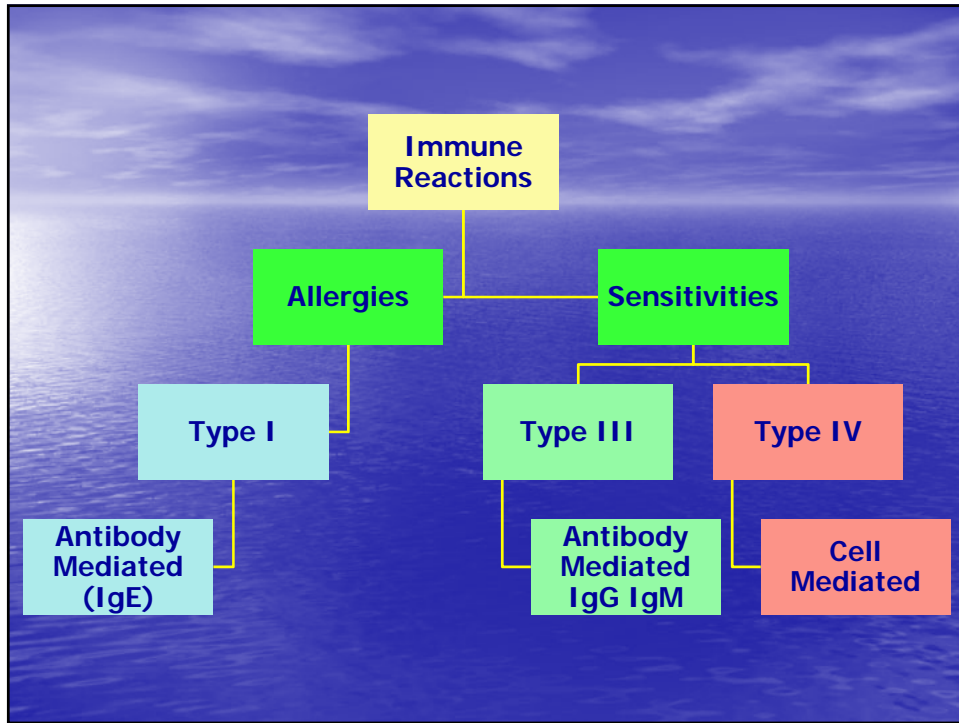 Immune
Reactions
Allergies
Sensitivities
Type I
Type III
Type IV
Antibody
Mediated
(IgE)
Antibody
Mediated
IgG IgM
Cell
Mediated